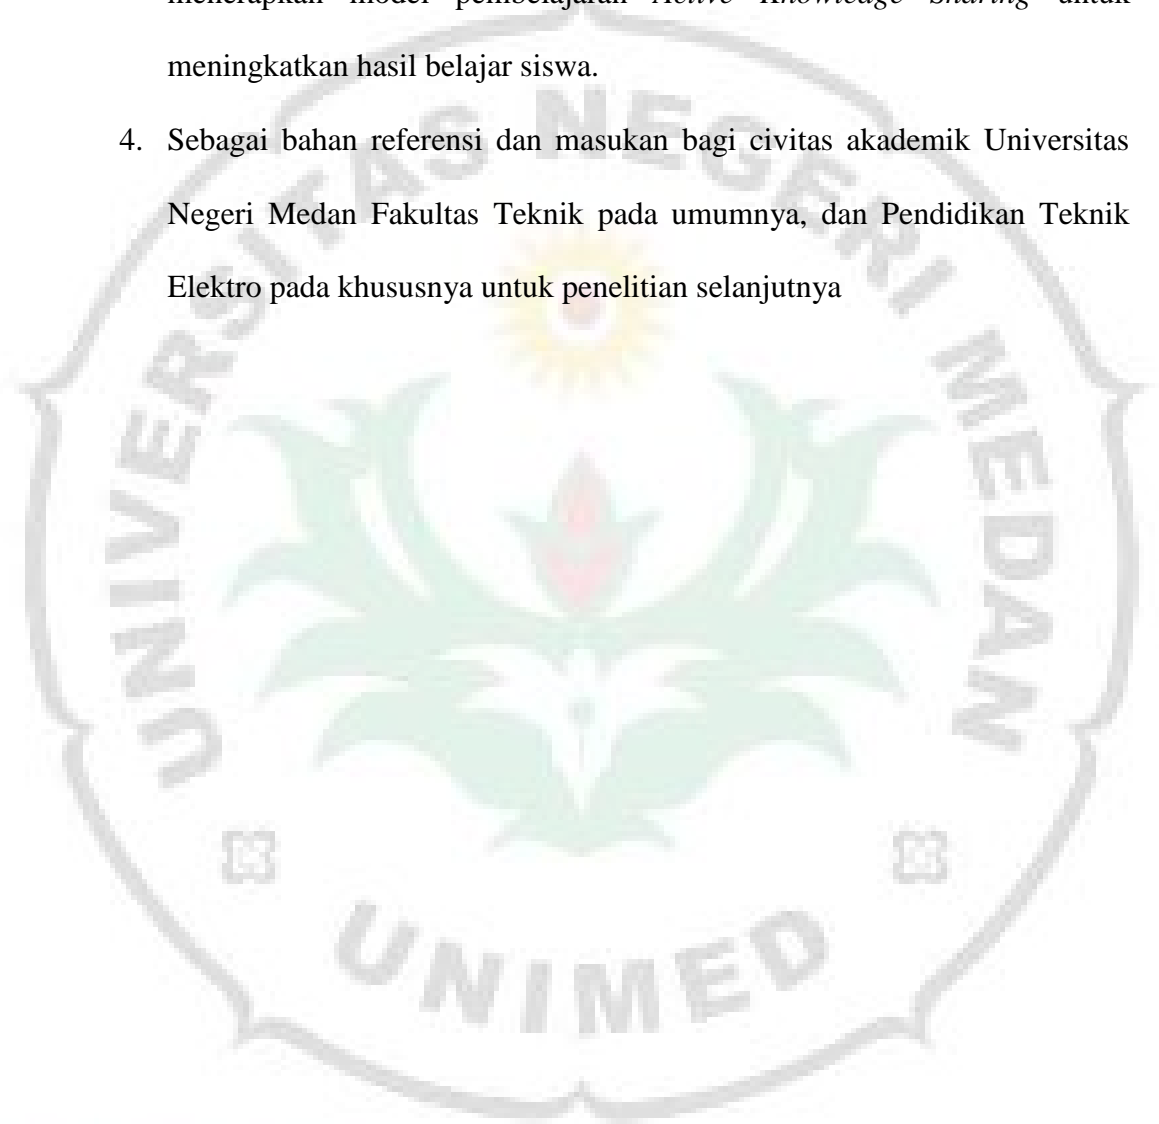 menerapkan model pembelajaran Active Knowledge Sharing untuk
meningkatkan hasil belajar siswa.
4. Sebagai bahan referensi dan masukan bagi civitas akademik Universitas
Negeri Medan Fakultas Teknik pada umumnya, dan Pendidikan Teknik
Elektro pada khususnya untuk penelitian selanjutnya
UNIVERSITAS NEGERI MEDAN
UNIMED